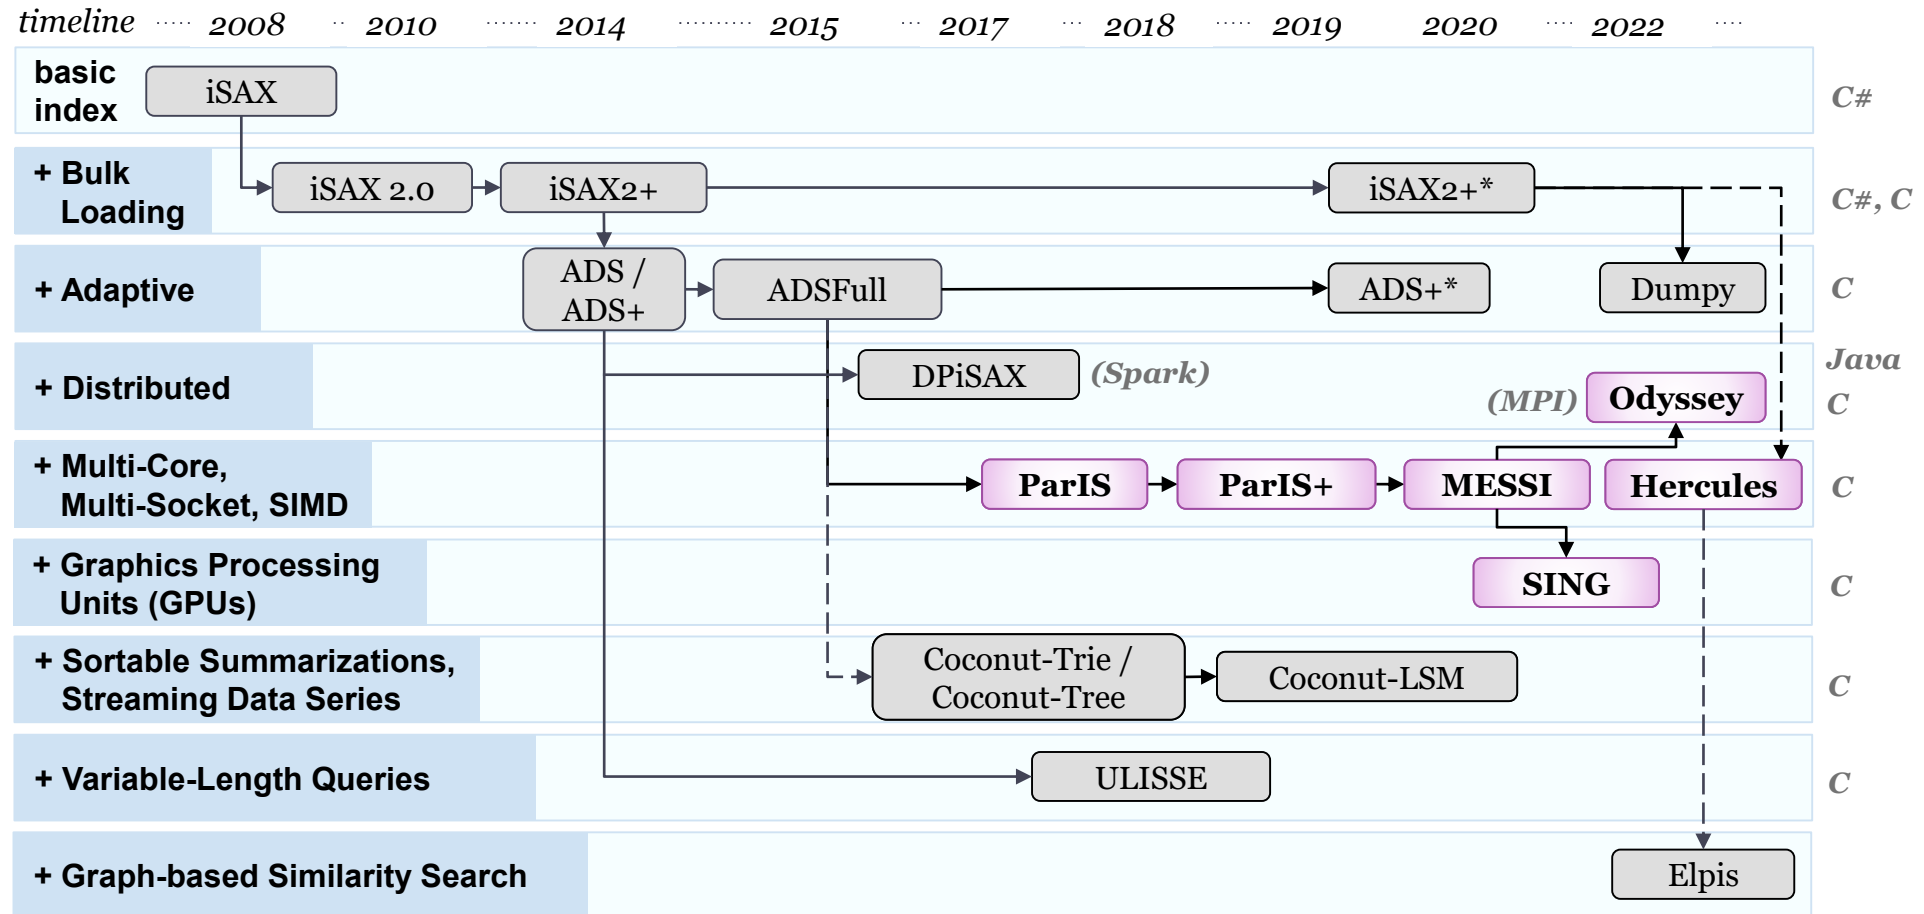 timeline ····· 2008 ·· 2010 ······· 2014 ············ 2015 ··· 2017 ··· 2018 ····· 2019 2020 ···· 2022 ····
basic
index
iSAX
C#
+ Bulk
Loading
iSAX 2.0
iSAX2+
iSAX2+*
C#, C
+ Adaptive
ADS /
ADS+
ADSFull
ADS+*
Dumpy
C
+ Distributed
DPiSAX
(Spark)
(MPI)
Odyssey
Java
C
+ Multi-Core,
Multi-Socket, SIMD
ParIS
ParIS+
MESSI
Hercules
C
+ Graphics Processing
Units (GPUs)
SING
C
+ Sortable Summarizations,
Streaming Data Series
Coconut-Trie /
Coconut-Tree
Coconut-LSM
C
+ Variable-Length Queries
ULISSE
C
+ Graph-based Similarity Search
Elpis